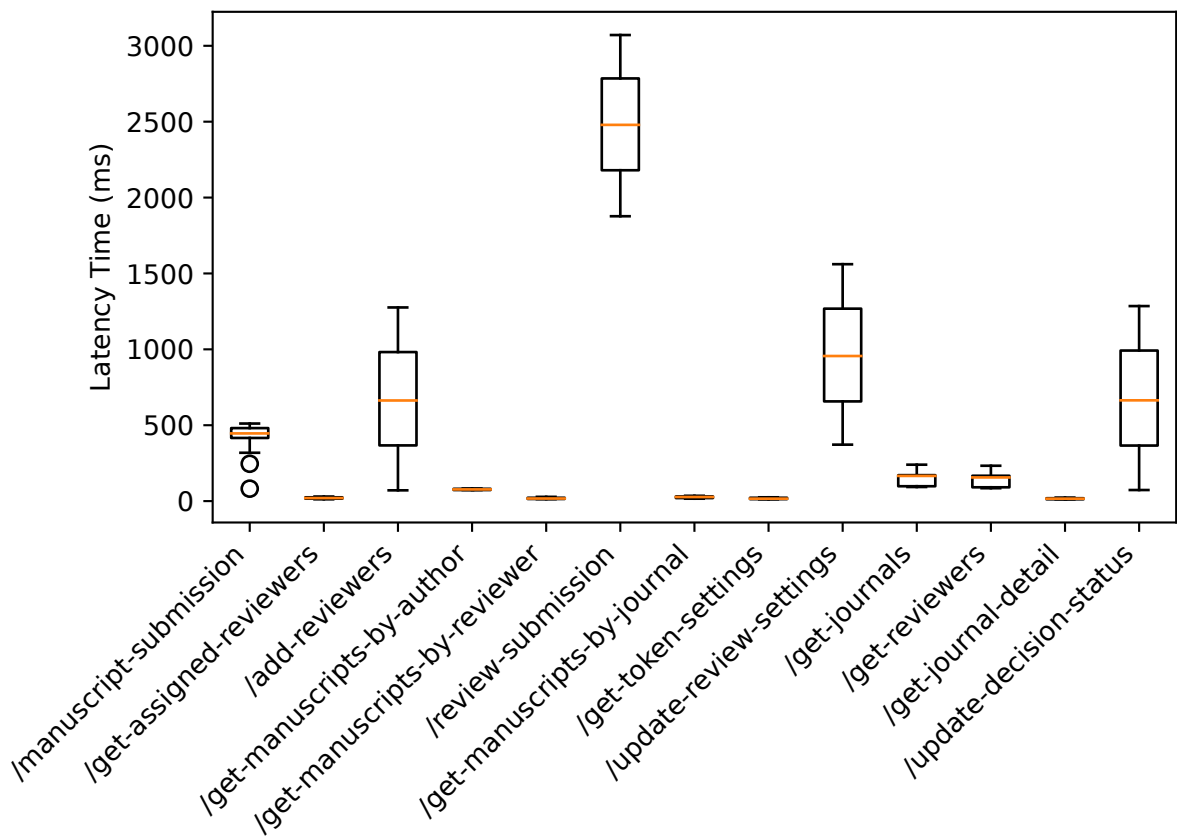 Latency Time (ms)
3000
2500
2000
1500
1000
500
0
/manuscript-submission
/get-assigned-reviewers
/add-reviewers
/get-manuscripts-by-author
/get-manuscripts-by-reviewer
/review-submission
/get-manuscripts-by-journal
/get-token-settings
/update-review-settings
/get-journals
/get-reviewers
/get-journal-detail
/update-decision-status